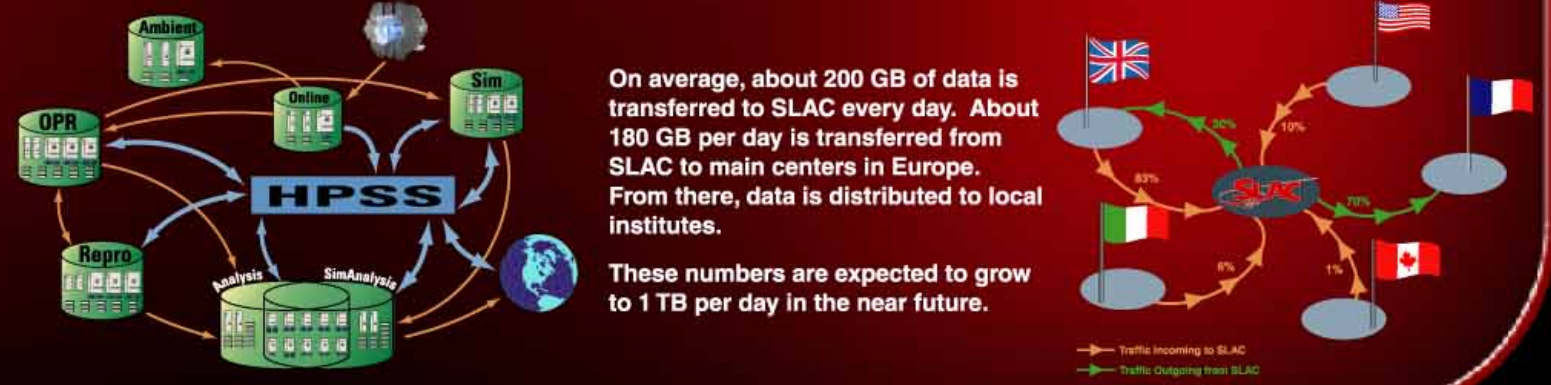 Ambient
Online
Sim
OPR
HPSS
Repro
Analysis
SimAnalysis
On average, about 200 GB of data is
transferred to SLAC every day. About
180 GB per day is transferred from
SLAC to main centers in Europe.
From there, data is distributed to local
institutes.
These numbers are expected to grow
to 1 TB per day in the near future.
30%
10%
83%
SLAC
70%
6%
1%
Traffic Incoming to SLAC
Traffic Outgoing from SLAC